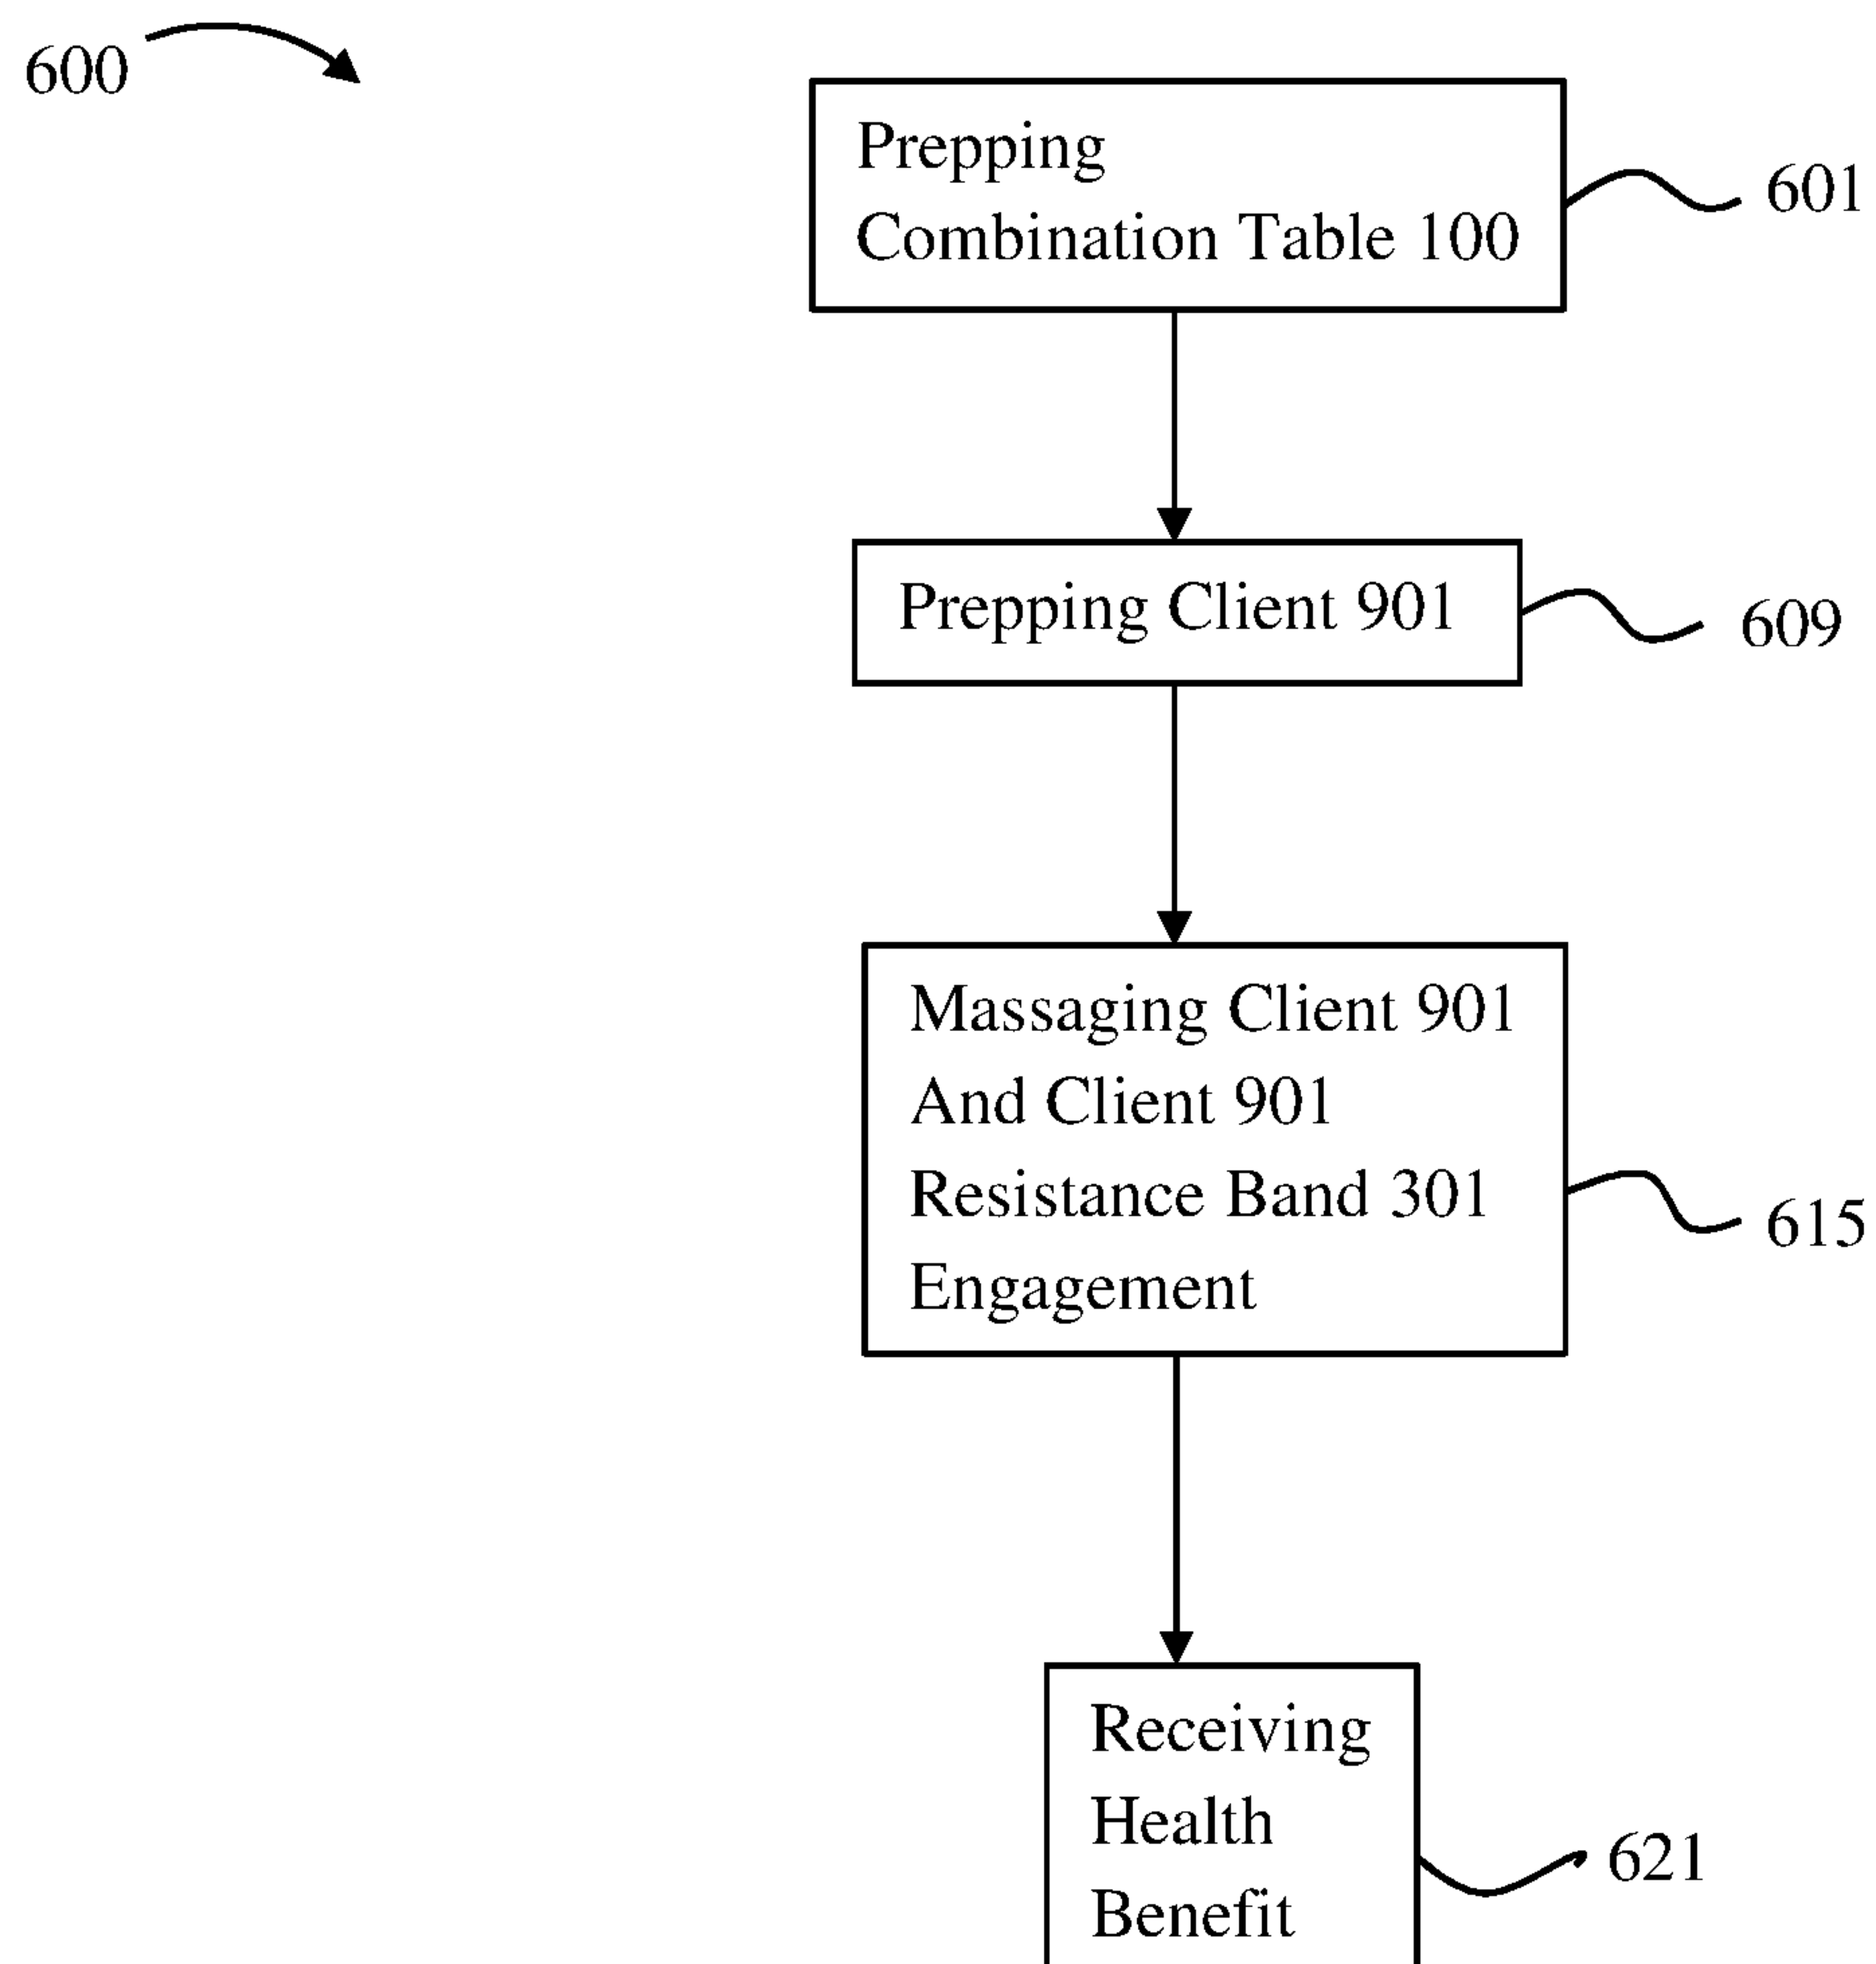 600
Prepping
Combination Table 100
601
Prepping Client 901
609
Massaging Client 901
And Client 901
Resistance Band 301
Engagement
615
Receiving
Health
Benefit
621